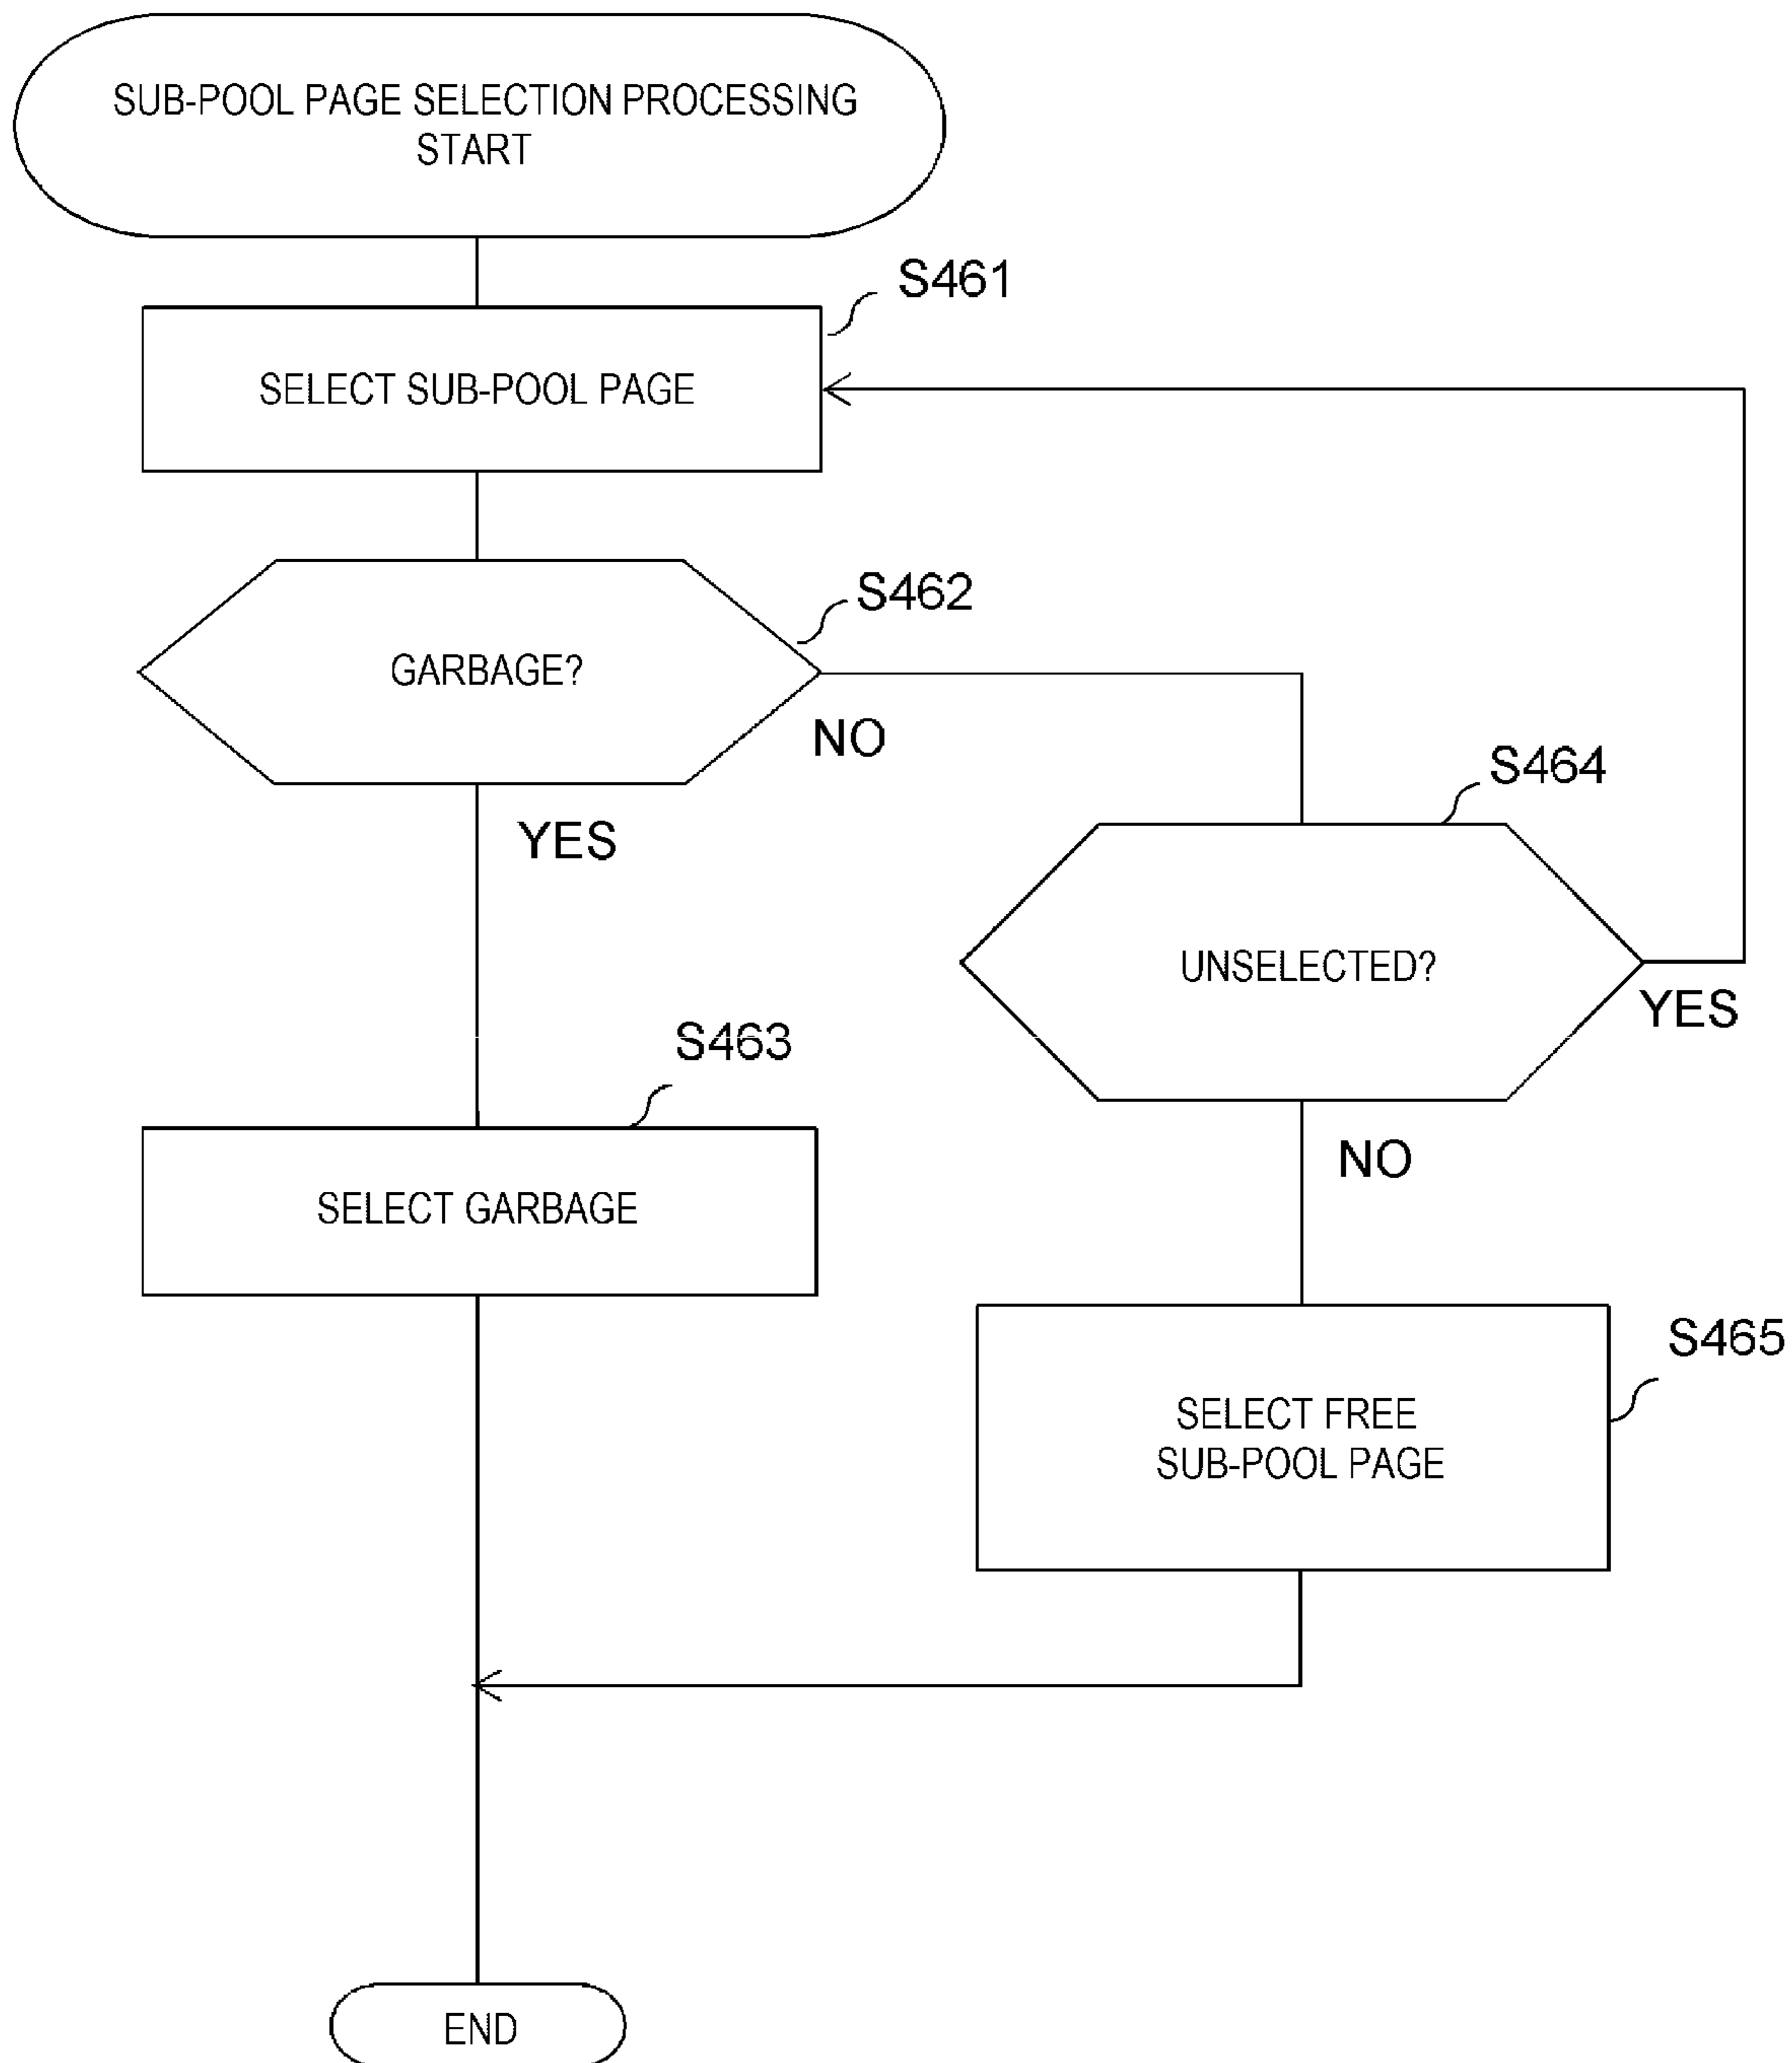 SUB-POOL PAGE SELECTION PROCESSING
START
S461
SELECT SUB-POOL PAGE
S462
GARBAGE?
NO
YES
S464
UNSELECTED?
YES
NO
S463
SELECT GARBAGE
S465
SELECT FREE
SUB-POOL PAGE
END